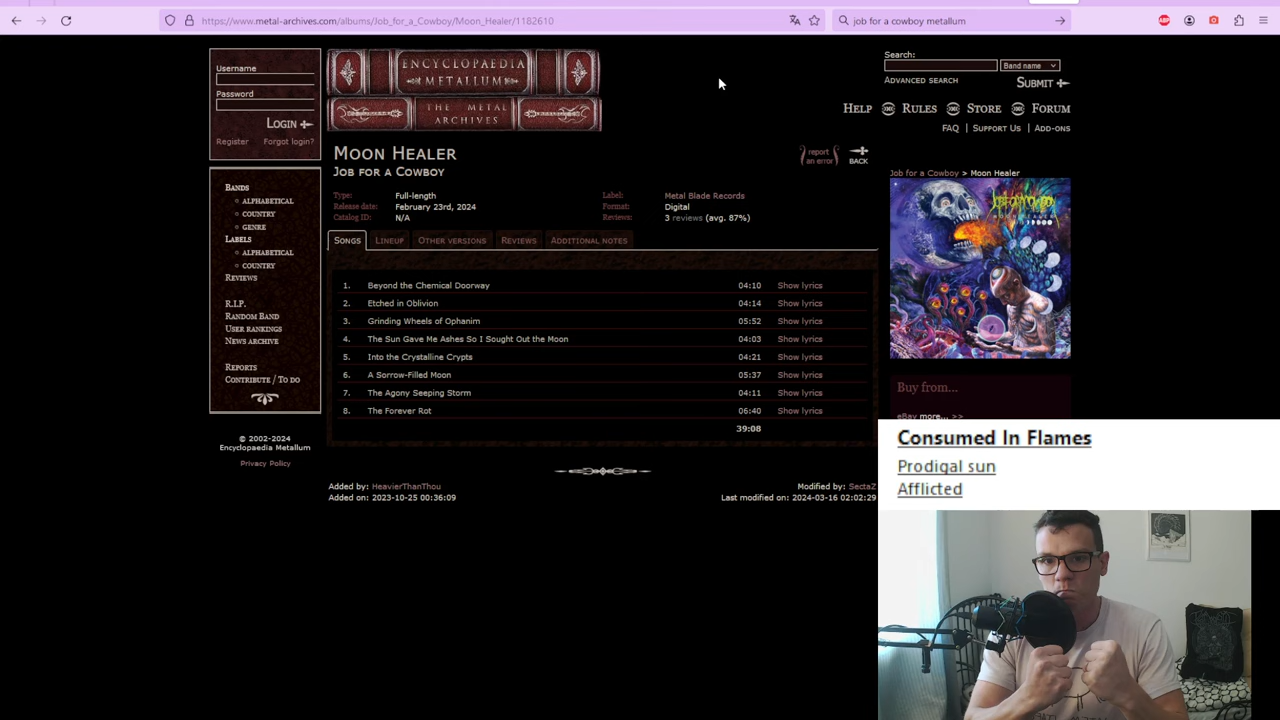 https://www.metal-archives.com/albums/Job_for_a_Cowboy/Moon_Healer/1182610
job for a cowboy metallum
ABP
Username
Password
LOGIN
Register Forgot login?
ENCYCLOPAEDIA
METALLUM
THE METAL
ARCHIVES
Search:
Band name
ADVANCED SEARCH
SUBMIT
HELP RULES STORE FORUM
FAQ | SUPPORT US | ADD-ONS
MOON HEALER
JOB FOR A COWBOY
report
an error
BACK
Type: Full-length
Release date: February 23rd, 2024
Catalog ID: N/A
Label: Metal Blade Records
Format: Digital
Reviews: 3 reviews (avg. 87%)
SONGS LINEUP OTHER VERSIONS REVIEWS ADDITIONAL NOTES
1. Beyond the Chemical Doorway 04:10 Show lyrics
2. Etched in Oblivion 04:14 Show lyrics
3. Grinding Wheels of Ophanim 05:52 Show lyrics
4. The Sun Gave Me Ashes So I Sought Out the Moon 04:03 Show lyrics
5. Into the Crystalline Crypts 04:21 Show lyrics
6. A Sorrow-Filled Moon 05:37 Show lyrics
7. The Agony Seeping Storm 04:11 Show lyrics
8. The Forever Rot 06:40 Show lyrics
39:08
Added by: HeavierThanThou
Added on: 2023-10-25 00:36:09
Modified by: SectaZ
Last modified on: 2024-03-16 02:02:29
BANDS
ALPHABETICAL
COUNTRY
GENRE
LABELS
ALPHABETICAL
COUNTRY
REVIEWS
R.I.P.
RANDOM BAND
USER RANKINGS
NEWS ARCHIVE
REPORTS
CONTRIBUTE / TO DO
© 2002-2024
Encyclopaedia Metallum
Privacy Policy
Job for a Cowboy > Moon Healer
Buy from...
eBay more... >>
Consumed In Flames
Prodigal sun
Afflicted